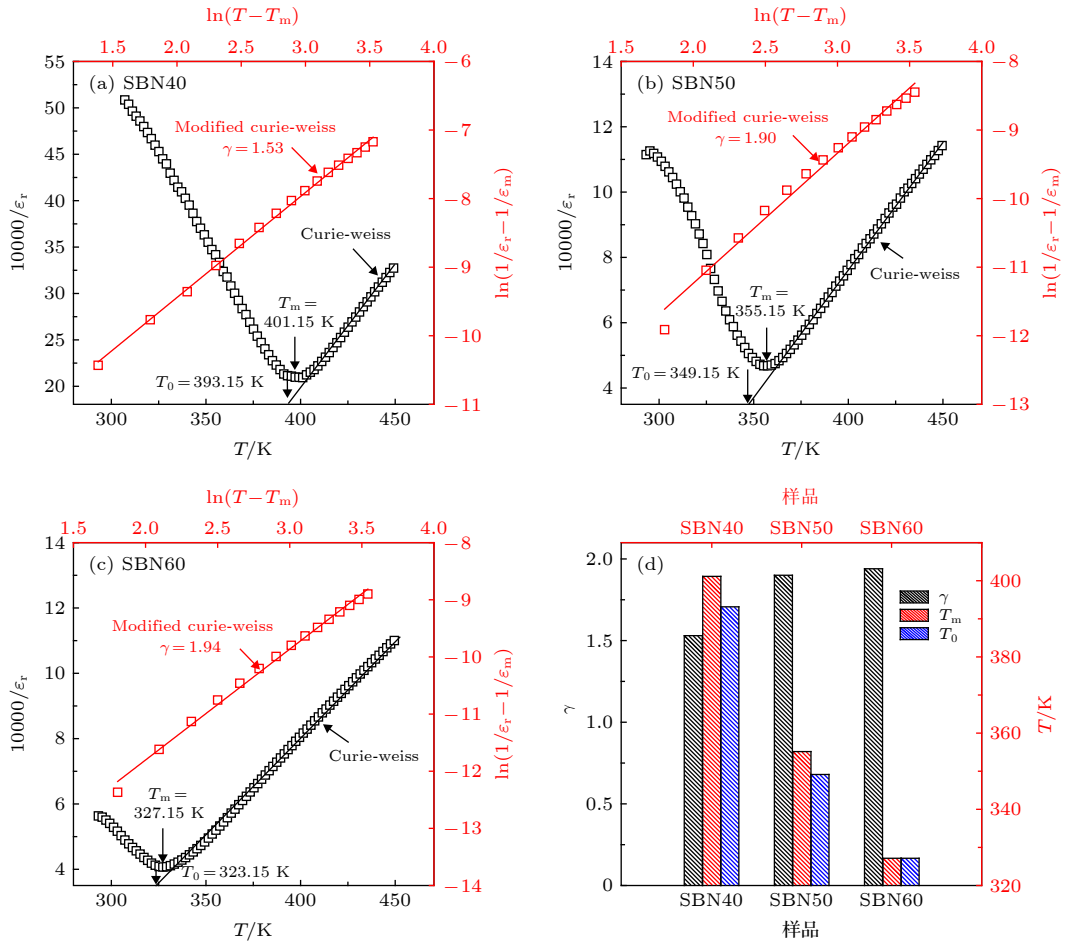 ln(T−Tm)
1.5 2.0 2.5 3.0 3.5 4.0
55
50
45
40
35
30
25
20
10000/εr
(a) SBN40
Modified curie-weiss
γ=1.53
Curie-weiss
Tm=
401.15 K
T0=393.15 K
−6
−7
−8
−9
−10
−11
ln(1/εr−1/εm)
300 350 400 450
T/K
ln(T−Tm)
1.5 2.0 2.5 3.0 3.5 4.0
14
12
10
8
6
4
10000/εr
(b) SBN50
Modified curie-weiss
γ=1.90
Curie-weiss
Tm=
355.15 K
T0=349.15 K
−8
−9
−10
−11
−12
−13
ln(1/εr−1/εm)
300 350 400 450
T/K
ln(T−Tm)
1.5 2.0 2.5 3.0 3.5 4.0
14
12
10
8
6
4
10000/εr
(c) SBN60
Modified curie-weiss
γ=1.94
Curie-weiss
Tm=
327.15 K
T0=323.15 K
−8
−9
−10
−11
−12
−13
−14
ln(1/εr−1/εm)
300 350 400 450
T/K
样品
SBN40 SBN50 SBN60
2.0
1.5
1.0
0.5
0
γ
(d)
γ
Tm
T0
400
380
360
340
320
T/K
SBN40 SBN50 SBN60
样品